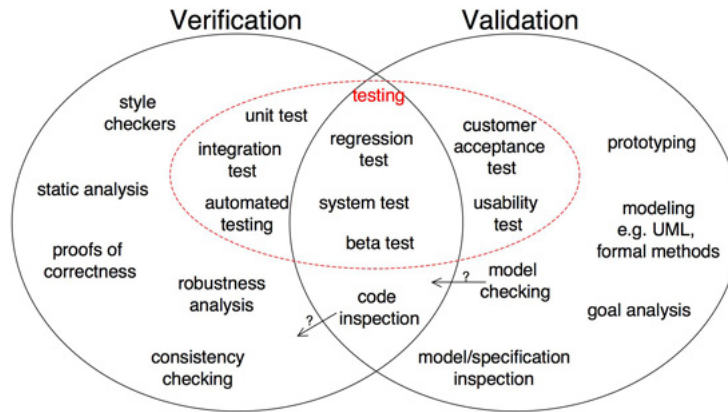 Verification
Validation
testing
style
checkers
unit test
integration
test
automated
testing
static analysis
proofs of
correctness
robustness
analysis
consistency
checking
regression
test
system test
beta test
code
inspection
?
customer
acceptance
test
usability
test
?
model
checking
model/specification
inspection
prototyping
modeling
e.g. UML,
formal methods
goal analysis